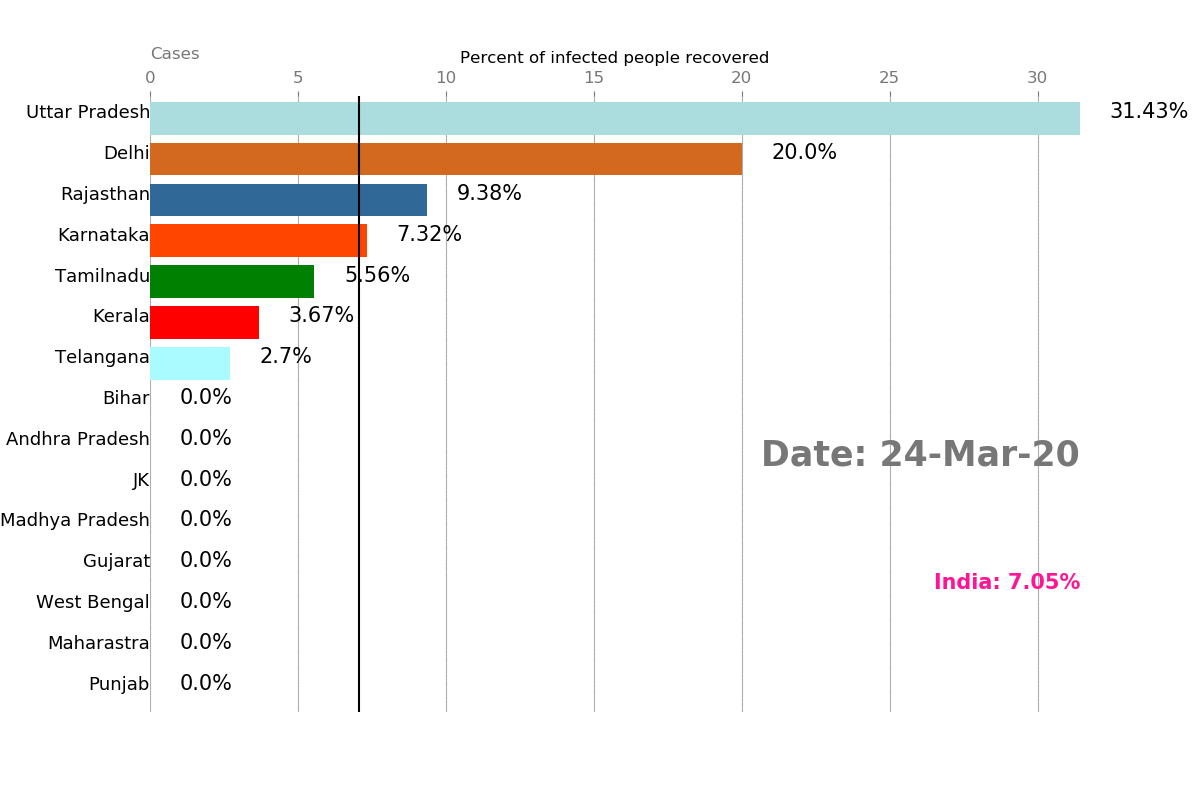 Cases
Percent of infected people recovered
0 5 10 15 20 25 30
Uttar Pradesh 31.43%
Delhi 20.0%
Rajasthan 9.38%
Karnataka 7.32%
Tamilnadu 5.56%
Kerala 3.67%
Telangana 2.7%
Bihar 0.0%
Andhra Pradesh 0.0%
Date: 24-Mar-20
JK 0.0%
Madhya Pradesh 0.0%
Gujarat 0.0%
India: 7.05%
West Bengal 0.0%
Maharastra 0.0%
Punjab 0.0%